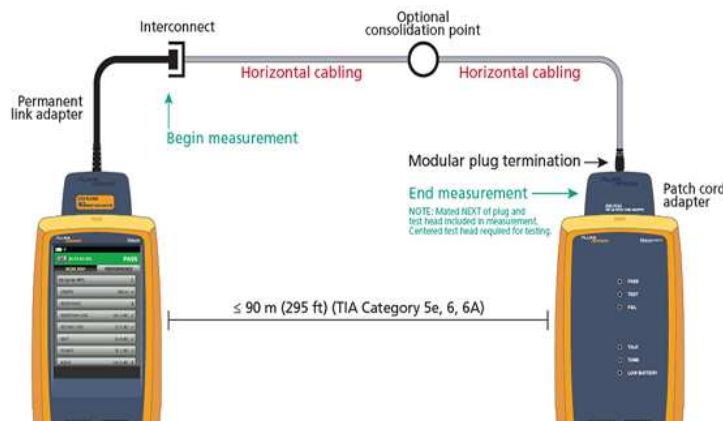 Optional
consolidation point
Interconnect
Horizontal cabling
Horizontal cabling
Permanent
link adapter
Begin measurement
Modular plug termination
End measurement
NOTE: Mated NEXT of plug and
test head included in measurement.
Centered test head required for testing.
Patch cord
adapter
PASS
≤ 90 m (295 ft) (TIA Category 5e, 6, 6A)
PASS
TEST
FAIL
TALK
TONE
LOW BATTERY